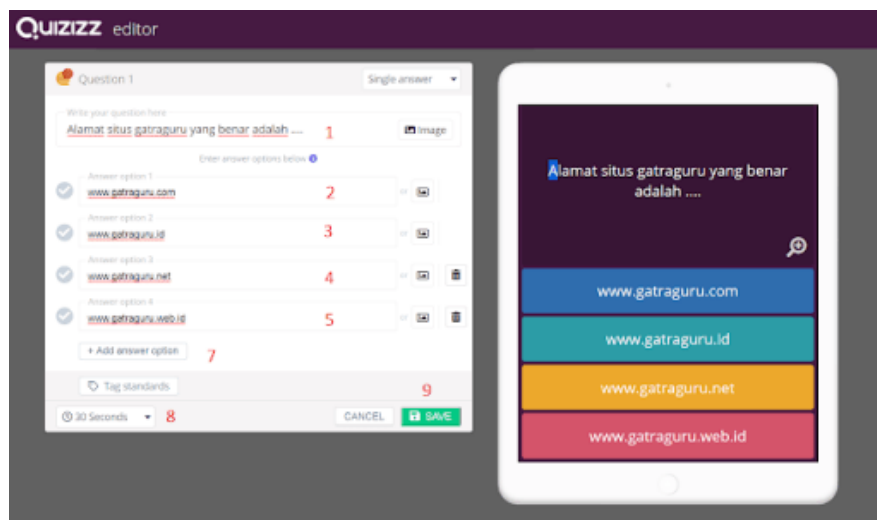 QUIZIZZ editor
Question 1
Single answer
Write your question here
Alamat situs gatraguru yang benar adalah ....
1
Image
Enter answer options below
Answer option 1
www.gatraguru.com
2
or
Answer option 2
www.gatraguru.id
3
or
Answer option 3
www.gatraguru.net
4
or
Answer option 4
www.gatraguru.web.id
5
or
+ Add answer option
7
Tag standards
9
30 Seconds
8
CANCEL
SAVE
Alamat situs gatraguru yang benar
adalah ....
www.gatraguru.com
www.gatraguru.id
www.gatraguru.net
www.gatraguru.web.id